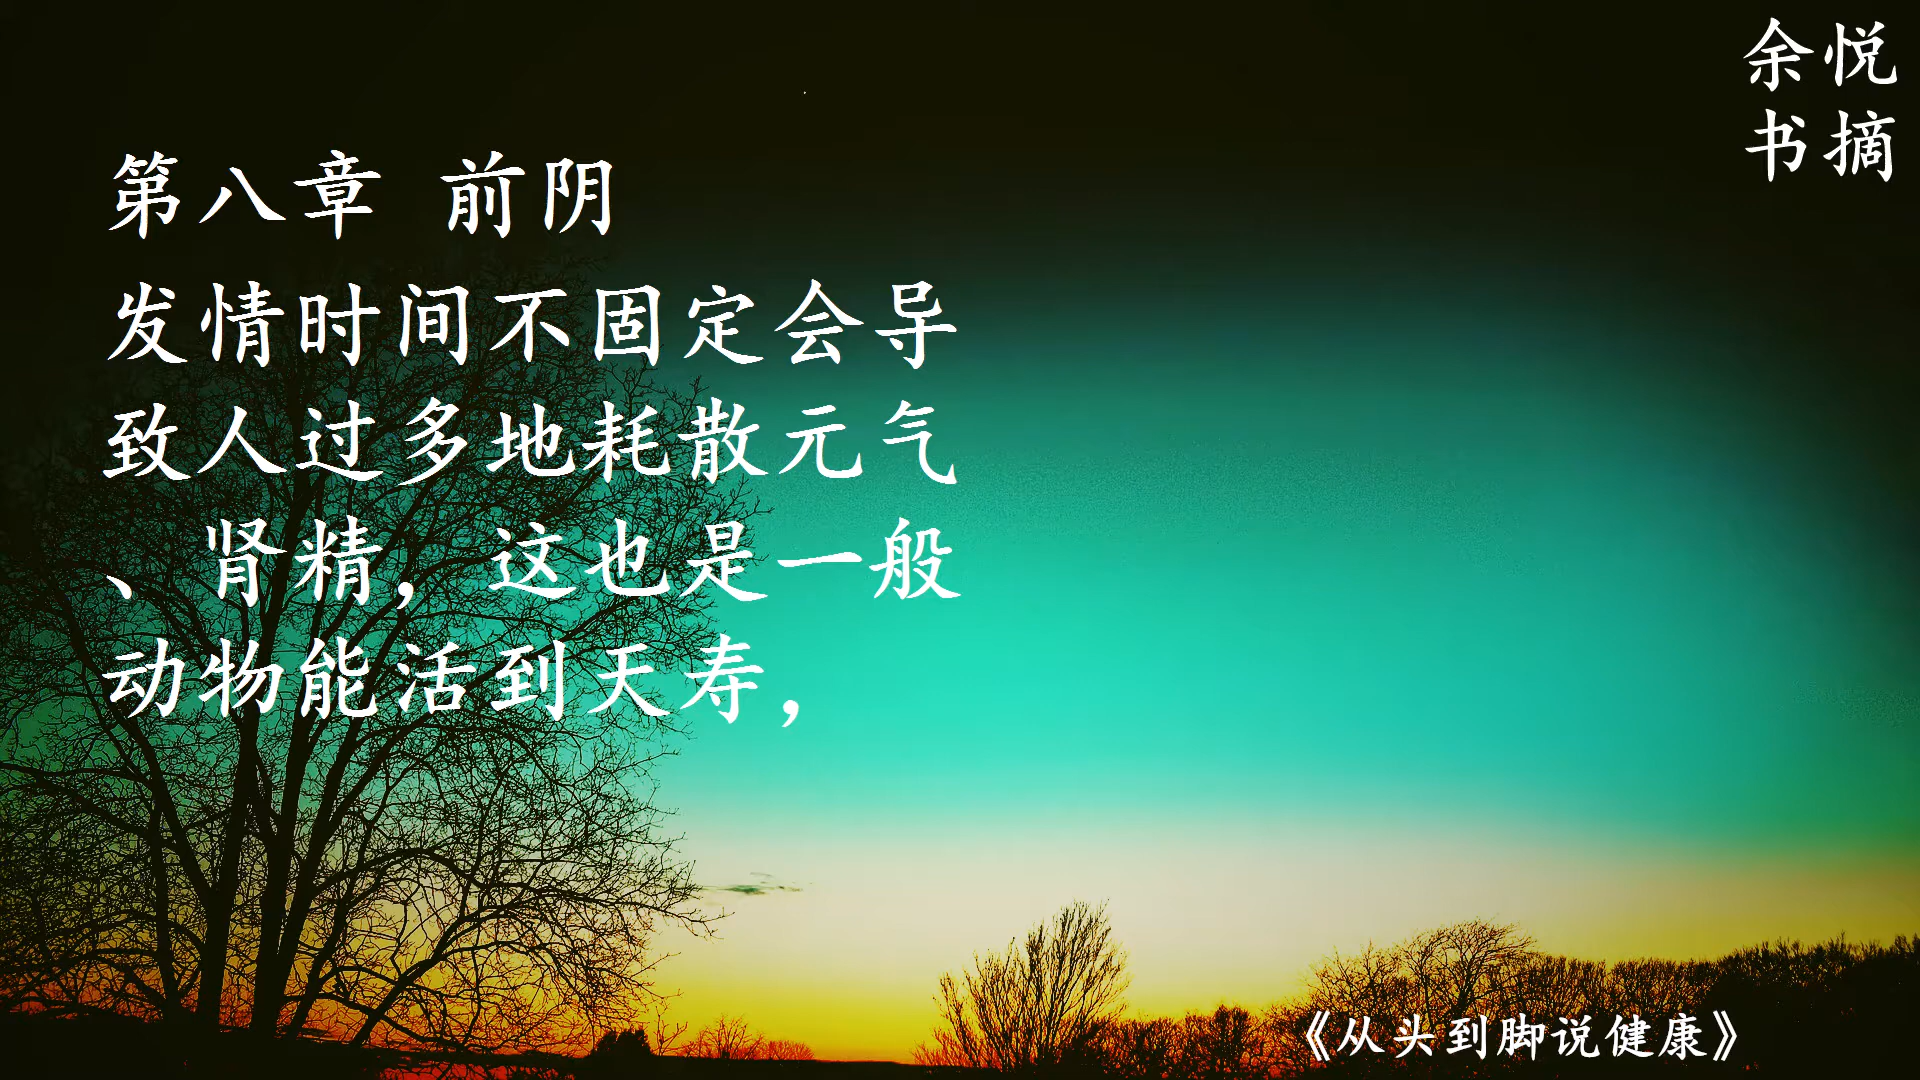 余悦
书摘
第八章 前阴
发情时间不固定会导
致人过多地耗散元气
、肾精，这也是一般
动物能活到天寿，
《从头到脚说健康》